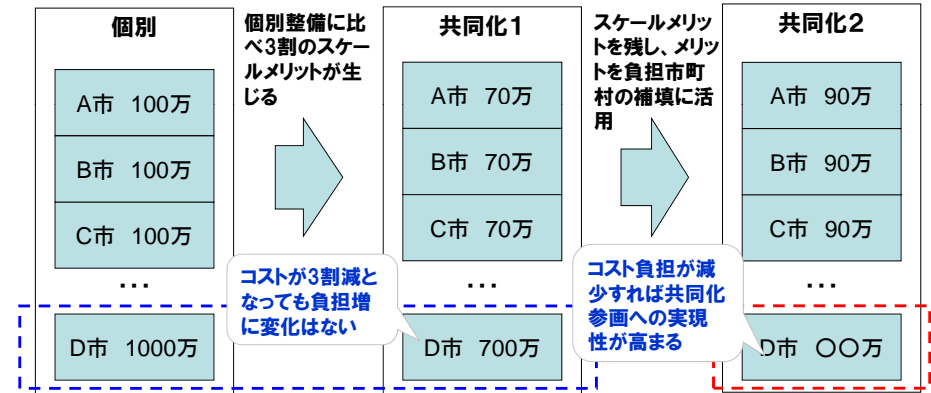 個別
A市 100万
B市 100万
C市 100万
…
D市 1000万
個別整備に比
べ3割のスケー
ルメリットが生
じる
コストが3割減と
なっても負担増
に変化はない
共同化1
A市 70万
B市 70万
C市 70万
…
D市 700万
スケールメリッ
トを残し、メリッ
トを負担市町
村の補填に活
用
コスト負担が減
少すれば共同化
参画への実現
性が高まる
共同化2
A市 90万
B市 90万
C市 90万
…
D市 〇〇万